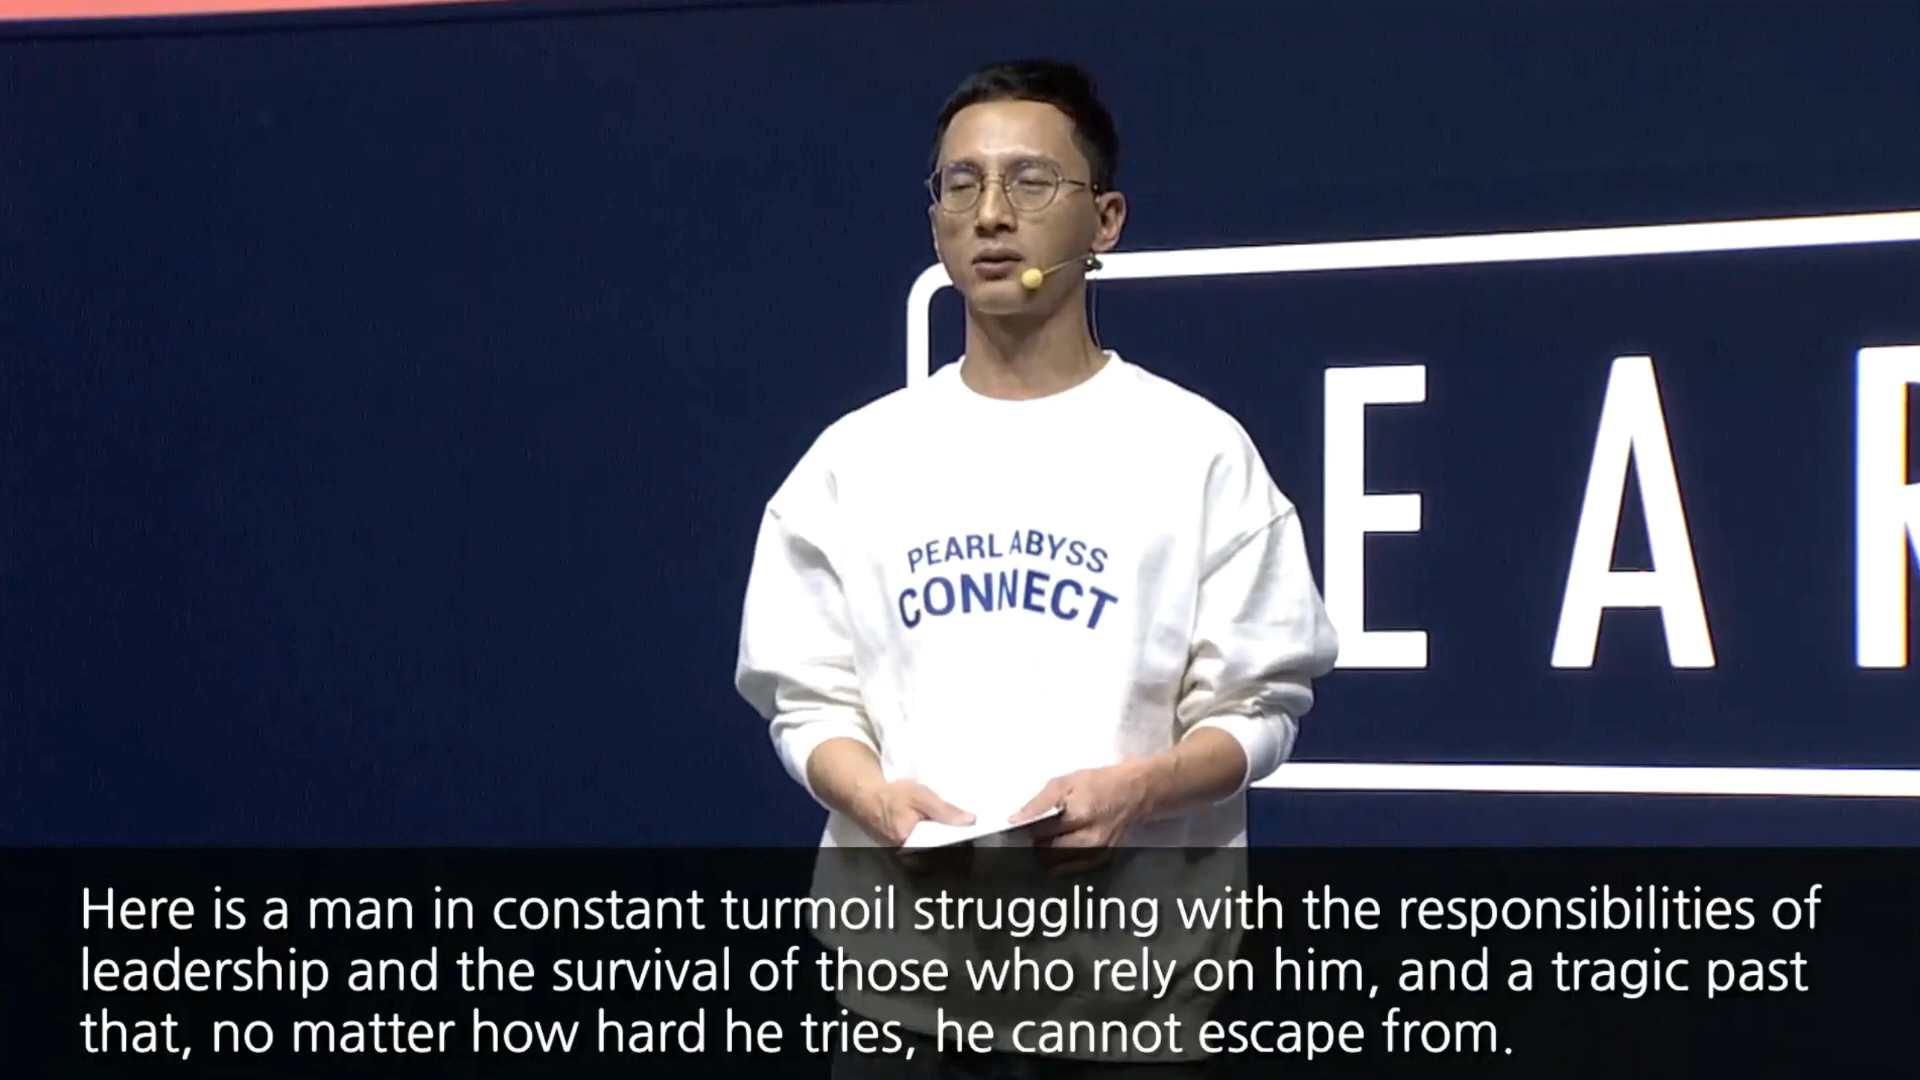 E A R
PEARL ABYSS
CONNECT
Here is a man in constant turmoil struggling with the responsibilities of
leadership and the survival of those who rely on him, and a tragic past
that, no matter how hard he tries, he cannot escape from.